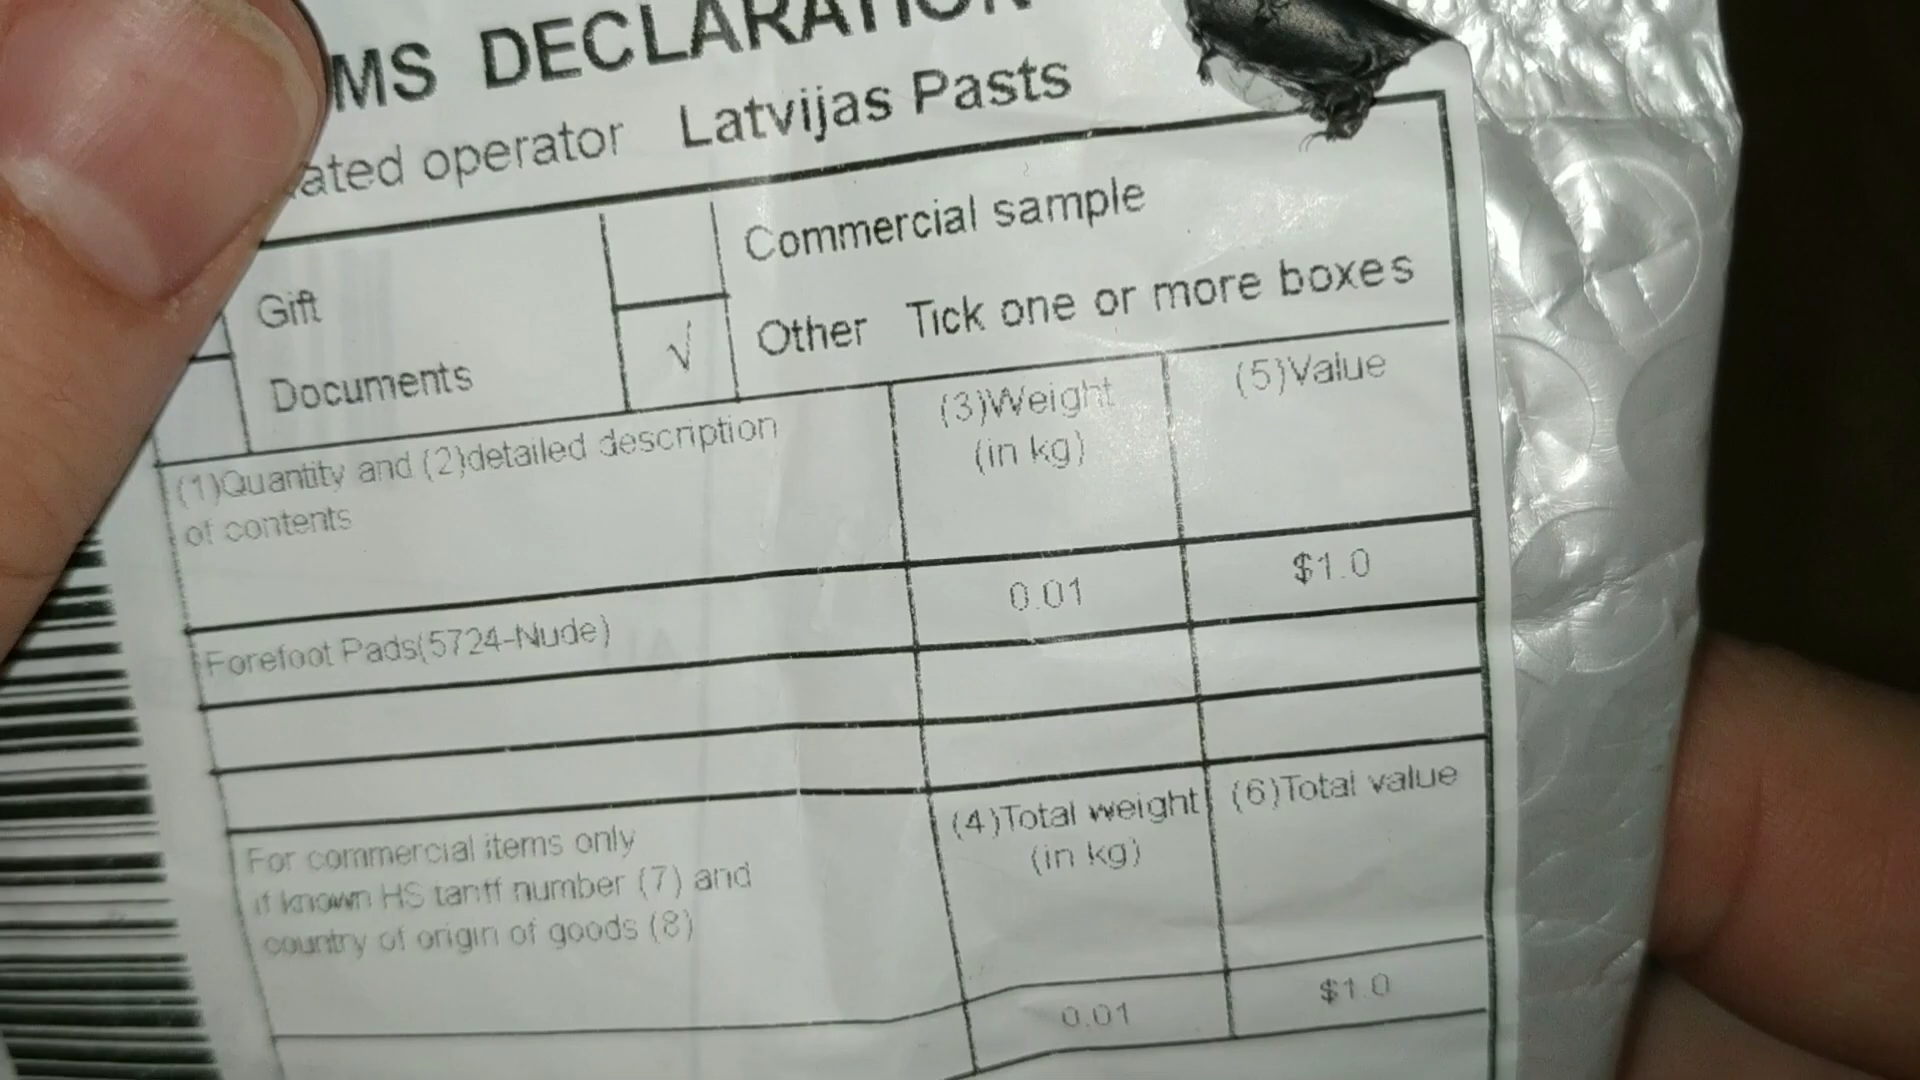 MS DECLARATION
ated operator Latvijas Pasts
Gift
Commercial sample
Documents
√ Other Tick one or more boxes
(1)Quantity and (2)detailed description
of contents
(3)Weight
(in kg)
(5)Value
Forefoot Pads(5724-Nude)
0.01
$1.0
For commercial items only
if known HS tariff number (7) and
country of origin of goods (8)
(4)Total weight
(in kg)
(6)Total value
0.01
$1.0